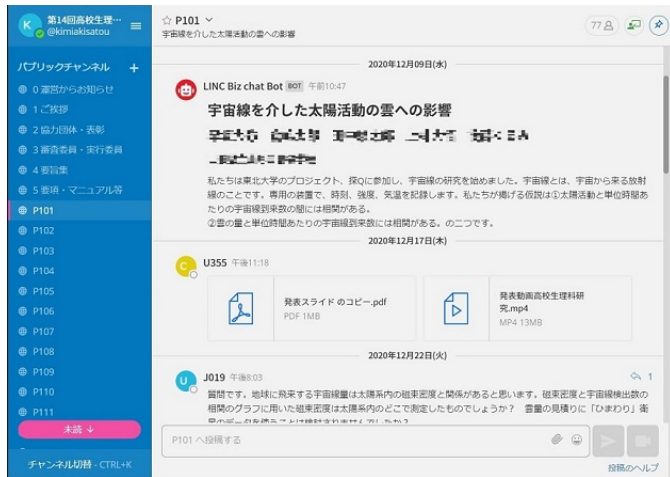 第14回高校生理…
@kimiakisatou
パブリックチャンネル +
0 運営からお知らせ
1 ご挨拶
2 協力団体・表彰
3 審査委員・実行委員
4 要旨集
5 要項・マニュアル等
P101
P102
P103
P104
P105
P106
P107
P108
P109
P110
P111
未読 ↓
チャンネル切替 - CTRL+K
☆ P101
宇宙線を介した太陽活動の雲への影響
77
2020年12月09日(水)
LINC Biz chat Bot BOT 午前10:47
宇宙線を介した太陽活動の雲への影響
私たちは東北大学のプロジェクト、探Qに参加し、宇宙線の研究を始めました。宇宙線とは、宇宙から来る放射
線のことです。専用の装置で、時刻、強度、気温を記録します。私たちが掲げる仮説は①太陽活動と単位時間あ
たりの宇宙線到来数の間には相関がある。
②雲の量と単位時間あたりの宇宙線到来数には相関がある。の二つです。
2020年12月17日(木)
U355 午後11:18
発表スライド のコピー.pdf
PDF 1MB
発表動画高校生理科研
究.mp4
MP4 13MB
2020年12月22日(火)
J019 午後8:03
1
質問です。地球に飛来する宇宙線量は太陽系内の磁束密度と関係があると思います。磁束密度と宇宙線検出数の
相関のグラフに用いた磁束密度は太陽系内のどこで測定したものでしょうか？ 雲量の見積りに「ひまわり」衛
星のデータを使うことは検討されませんでしたか？
P101 へ投稿する
投稿のヘルプ